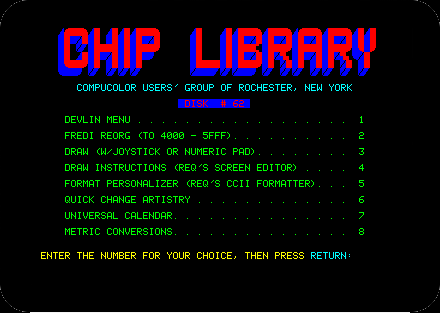 CHIP LIBRARY
COMPUCOLOR USERS' GROUP OF ROCHESTER, NEW YORK
DISK # 62
DEVLIN MENU . . . . . . . . . . . . . . . . 1
FREDI REORG (TO 4000 - 5FFF). . . . . . . . 2
DRAW (W/JOYSTICK OR NUMERIC PAD). . . . . . 3
DRAW INSTRUCTIONS (REQ'S SCREEN EDITOR) . . . 4
FORMAT PERSONALIZER (REQ'S CCII FORMATTER). . . 5
QUICK CHANGE ARTISTRY . . . . . . . . . . . 6
UNIVERSAL CALENDAR. . . . . . . . . . . . . 7
METRIC CONVERSIONS. . . . . . . . . . . . . 8
ENTER THE NUMBER FOR YOUR CHOICE, THEN PRESS RETURN: